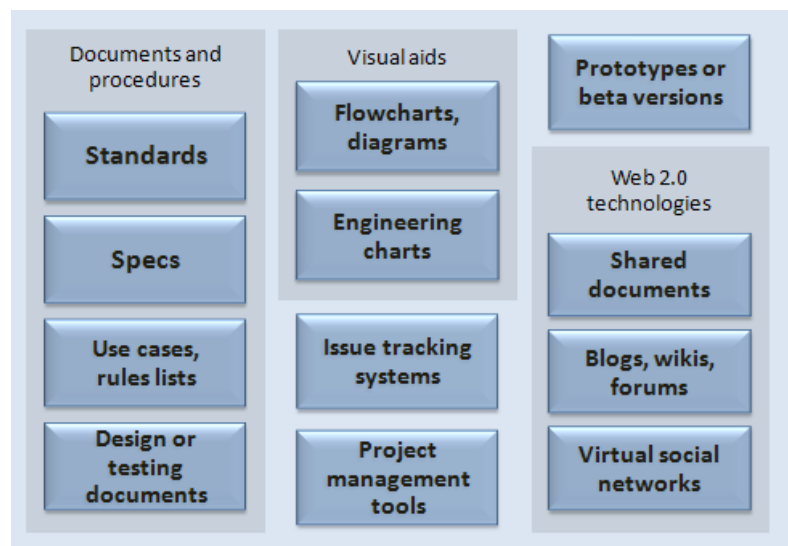 Documents and
procedures
Standards
Specs
Use cases,
rules lists
Design or
testing
documents
Visual aids
Flowcharts,
diagrams
Engineering
charts
Issue tracking
systems
Project
management
tools
Prototypes or
beta versions
Web 2.0
technologies
Shared
documents
Blogs, wikis,
forums
Virtual social
networks